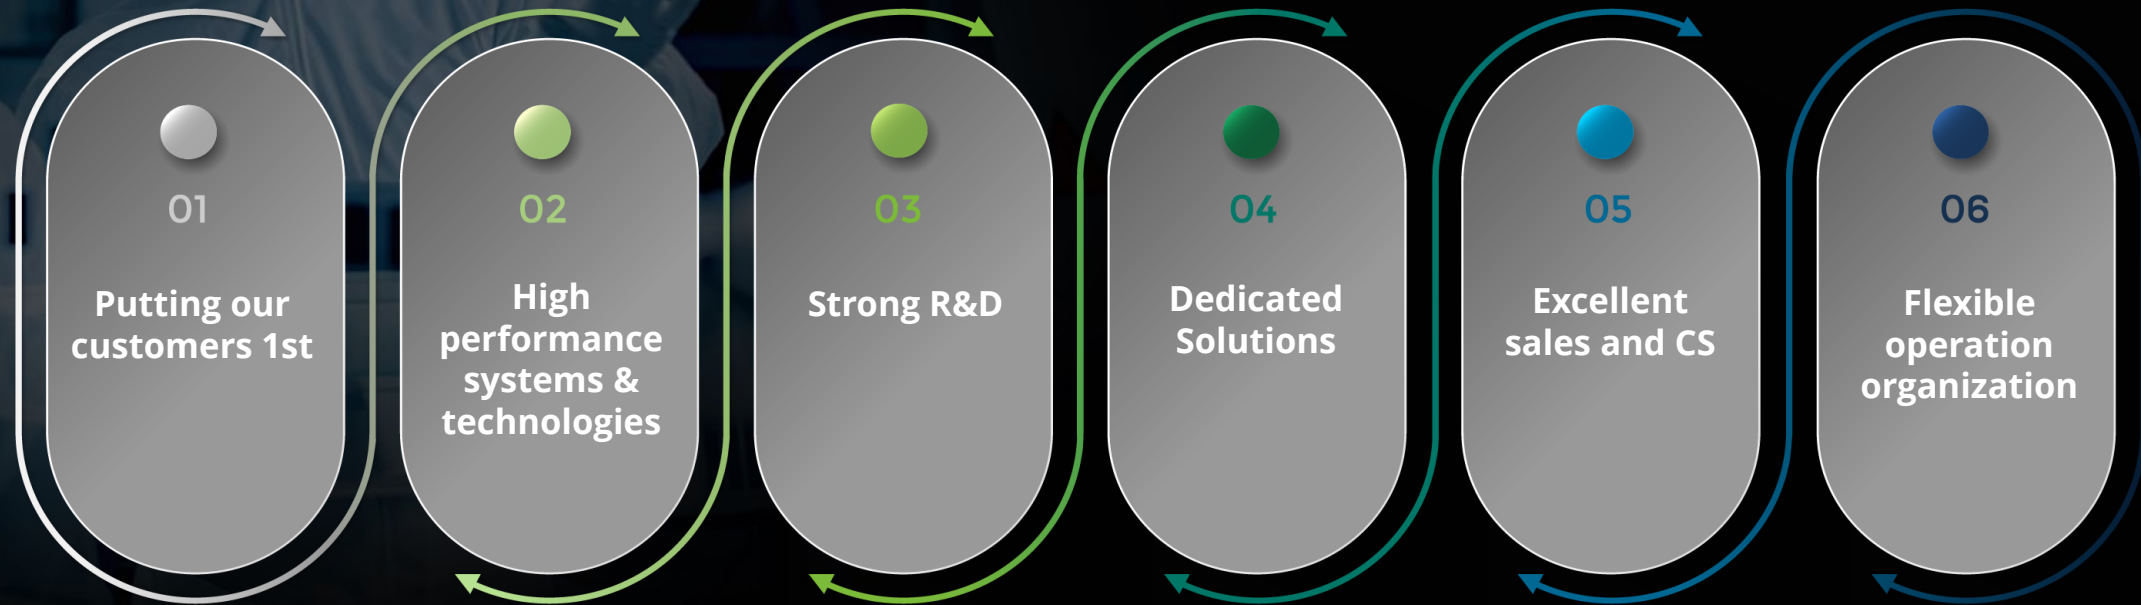 01
Putting our
customers 1st
02
High
performance
systems &
technologies
03
Strong R&D
04
Dedicated
Solutions
05
Excellent
sales and CS
06
Flexible
operation
organization